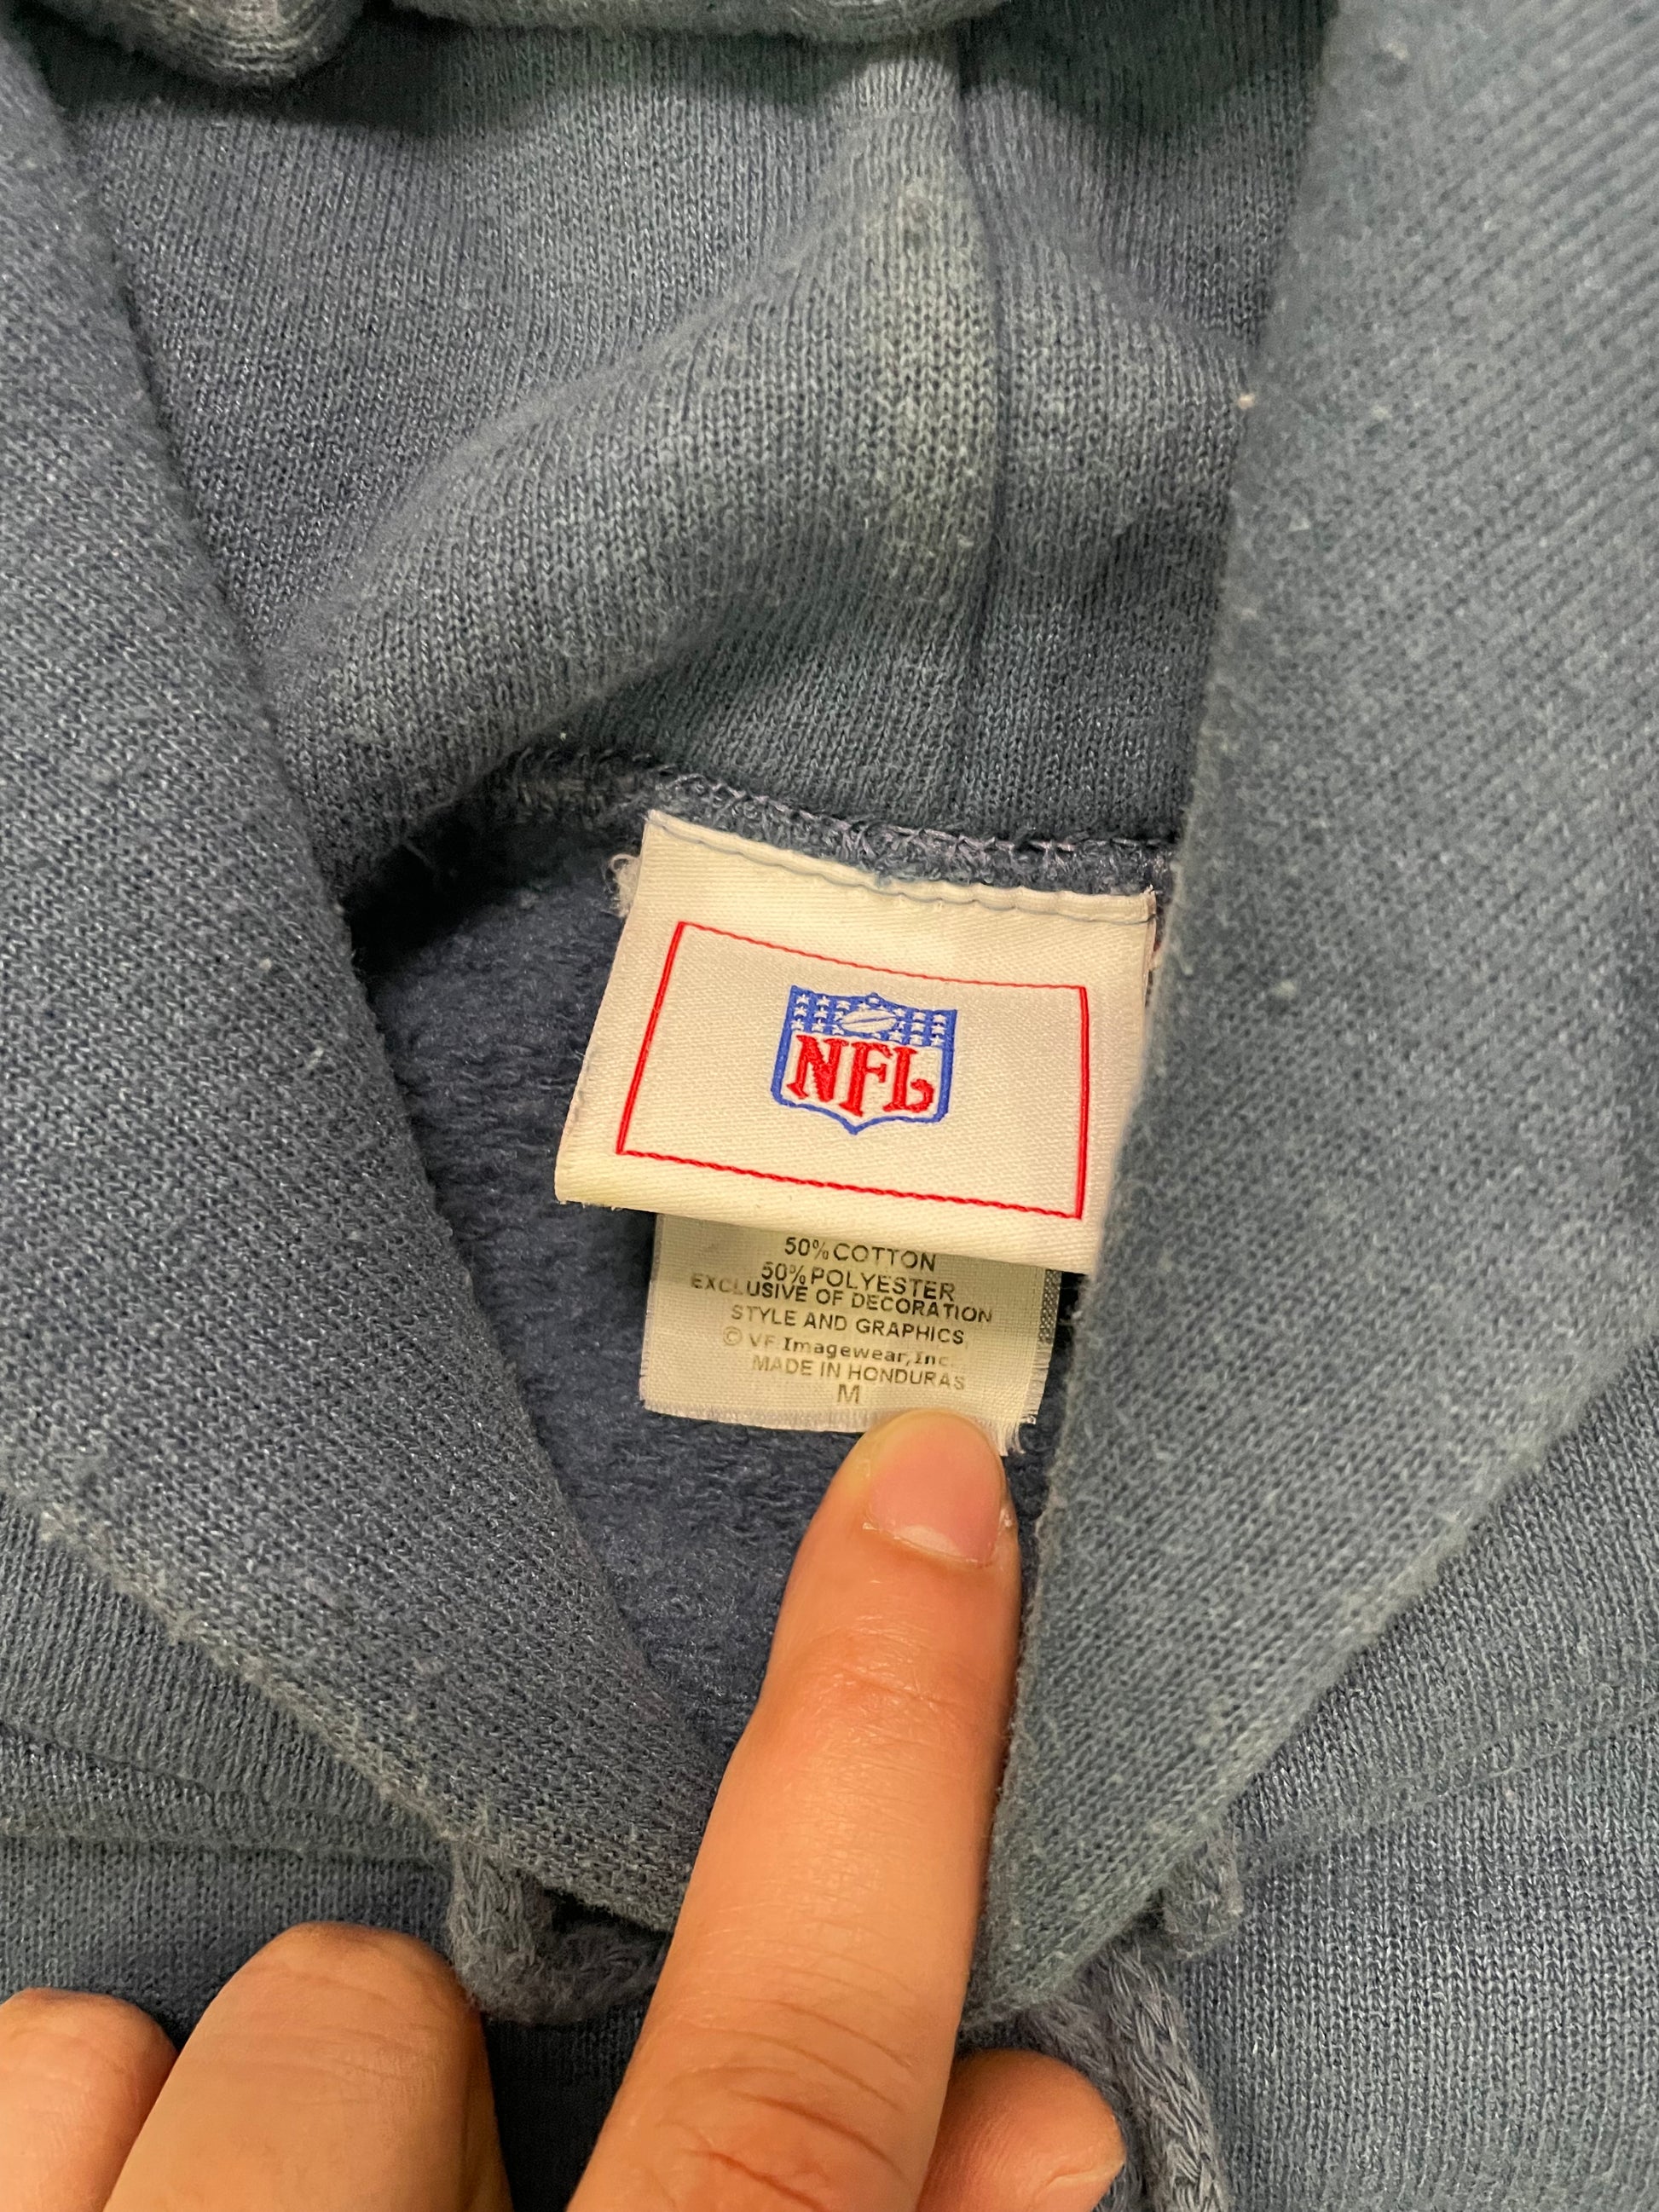 NFL
50% COTTON
50% POLYESTER
EXCLUSIVE OF DECORATION
STYLE AND GRAPHICS,
© VF Imagewear, Inc.
MADE IN HONDURAS
M